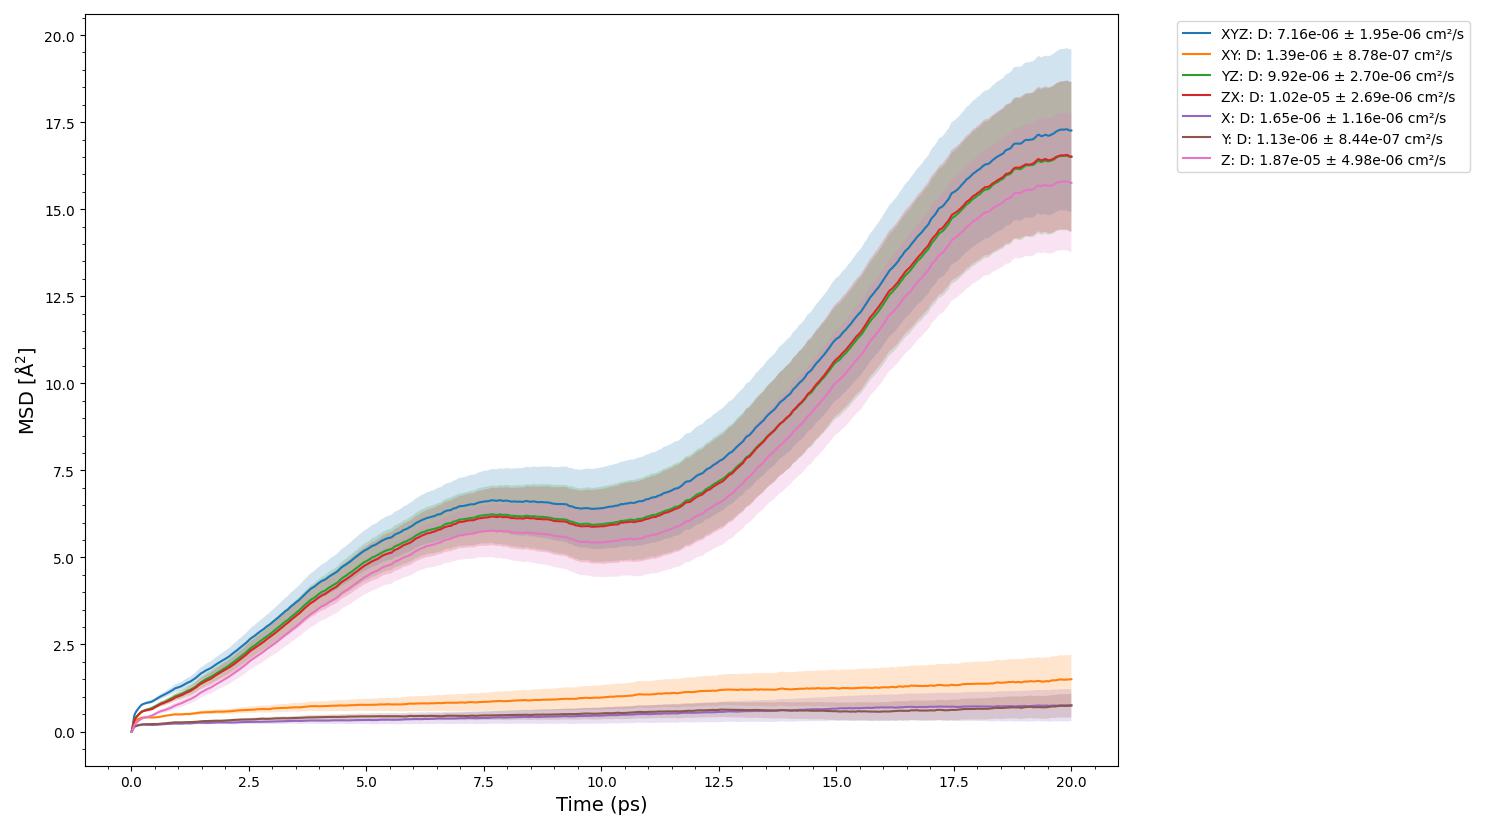 20.0
17.5
15.0
12.5
10.0
7.5
5.0
2.5
0.0
MSD [Å²]
0.0 2.5 5.0 7.5 10.0 12.5 15.0 17.5 20.0
Time (ps)
XYZ: D: 7.16e-06 ± 1.95e-06 cm²/s
XY: D: 1.39e-06 ± 8.78e-07 cm²/s
YZ: D: 9.92e-06 ± 2.70e-06 cm²/s
ZX: D: 1.02e-05 ± 2.69e-06 cm²/s
X: D: 1.65e-06 ± 1.16e-06 cm²/s
Y: D: 1.13e-06 ± 8.44e-07 cm²/s
Z: D: 1.87e-05 ± 4.98e-06 cm²/s